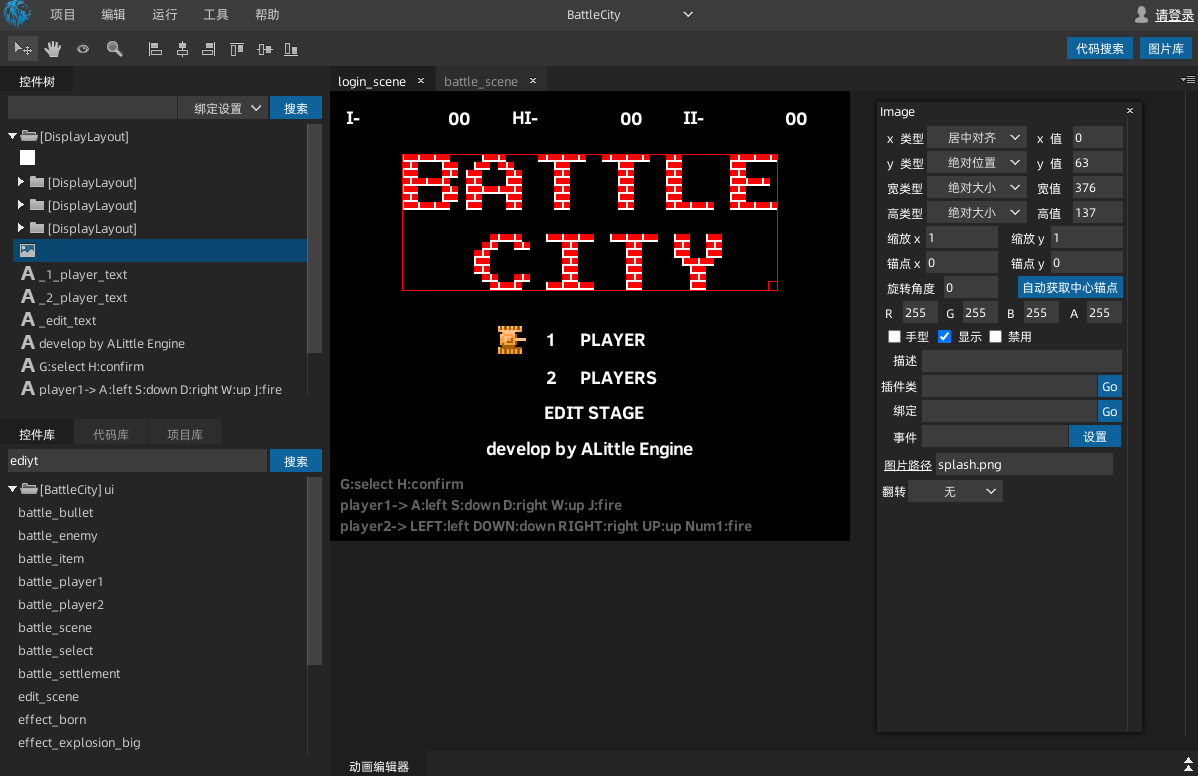 项目 编辑 运行 工具 帮助 BattleCity 请登录
代码搜索 图片库
控件树 login_scene × battle_scene ×
绑定设置 搜索
[DisplayLayout]
[DisplayLayout]
[DisplayLayout]
[DisplayLayout]
A _1_player_text
A _2_player_text
A _edit_text
A develop by ALittle Engine
A G:select H:confirm
A player1-> A:left S:down D:right W:up J:fire
控件库 代码库 项目库
ediyt 搜索
[BattleCity] ui
battle_bullet
battle_enemy
battle_item
battle_player1
battle_player2
battle_scene
battle_select
battle_settlement
edit_scene
effect_born
effect_explosion_big
I- 00 HI- 00 II- 00
BATTLE
CITY
1 PLAYER
2 PLAYERS
EDIT STAGE
develop by ALittle Engine
G:select H:confirm
player1-> A:left S:down D:right W:up J:fire
player2-> LEFT:left DOWN:down RIGHT:right UP:up Num1:fire
动画编辑器
Image ×
x 类型 居中对齐 x 值 0
y 类型 绝对位置 y 值 63
宽类型 绝对大小 宽值 376
高类型 绝对大小 高值 137
缩放 x 1 缩放 y 1
锚点 x 0 锚点 y 0
旋转角度 0 自动获取中心锚点
R 255 G 255 B 255 A 255
手型 显示 禁用
描述
插件类 Go
绑定 Go
事件 设置
图片路径 splash.png
翻转 无